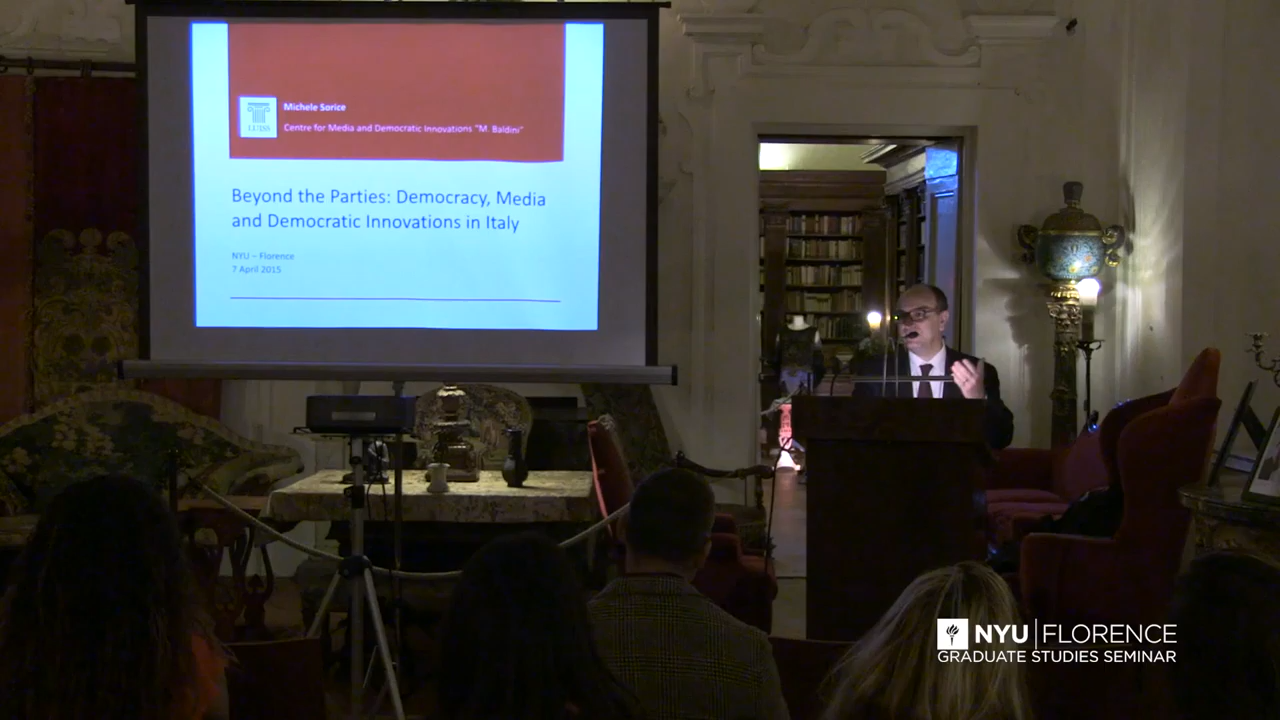 Michele Sorice
LUISS
Centre for Media and Democratic Innovations "M. Baldini"
Beyond the Parties: Democracy, Media
and Democratic Innovations in Italy
NYU – Florence
7 April 2015
NYU FLORENCE
GRADUATE STUDIES SEMINAR